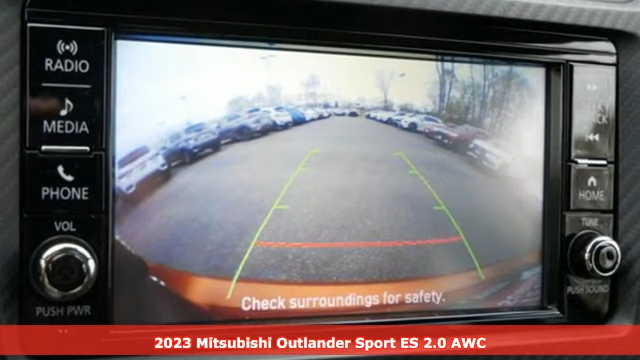 RADIO
MEDIA
PHONE
VOL
PUSH PWR
HOME
TUNE
PUSH SOUND
Check surroundings for safety.
2023 Mitsubishi Outlander Sport ES 2.0 AWC